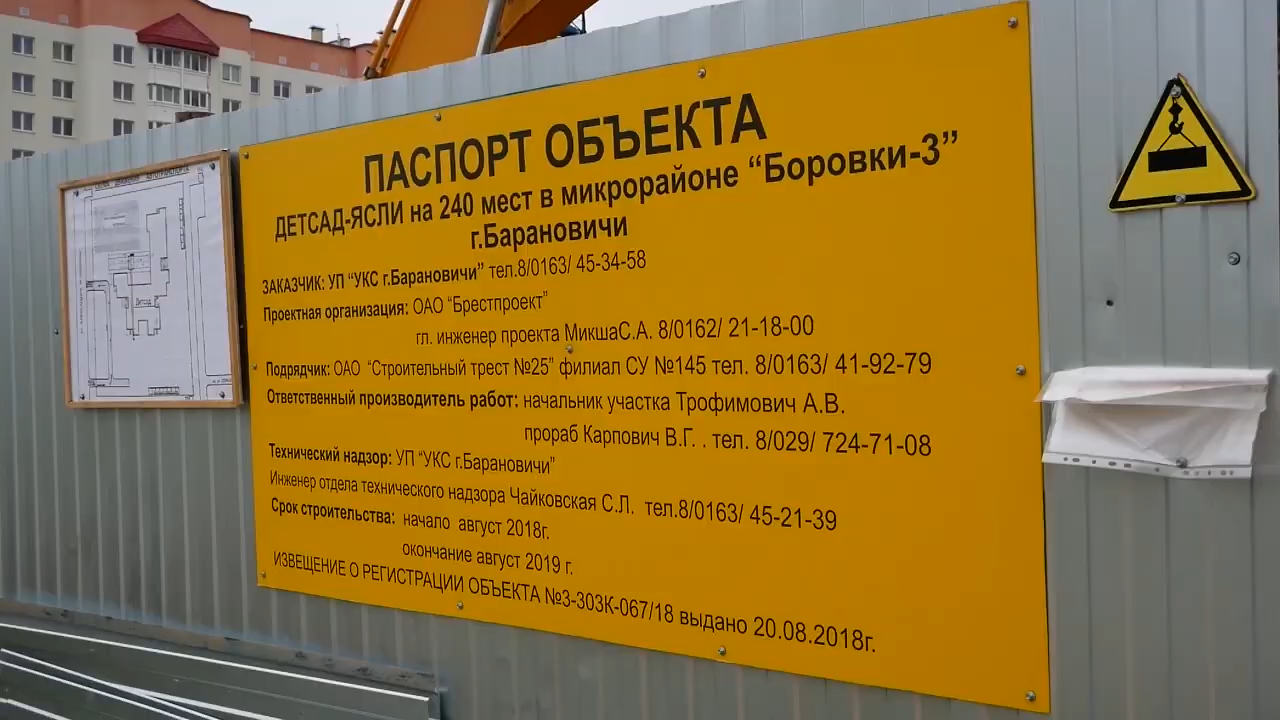 ПАСПОРТ ОБЪЕКТА
ДЕТСАД-ЯСЛИ на 240 мест в микрорайоне “Боровки-3”
г.Барановичи
ЗАКАЗЧИК: УП “УКС г.Барановичи” тел.8/0163/ 45-34-58
Проектная организация: ОАО “Брестпроект”
гл. инженер проекта МикшаС.А. 8/0162/ 21-18-00
Подрядчик: ОАО “Строительный трест №25” филиал СУ №145 тел. 8/0163/ 41-92-79
Ответственный производитель работ: начальник участка Трофимович А.В.
прораб Карпович В.Г. . тел. 8/029/ 724-71-08
Технический надзор: УП “УКС г.Барановичи”
Инженер отдела технического надзора Чайковская С.Л. тел.8/0163/ 45-21-39
Срок строительства: начало август 2018г.
окончание август 2019 г.
ИЗВЕЩЕНИЕ О РЕГИСТРАЦИИ ОБЪЕКТА №3-303К-067/18 выдано 20.08.2018г.
Детсад